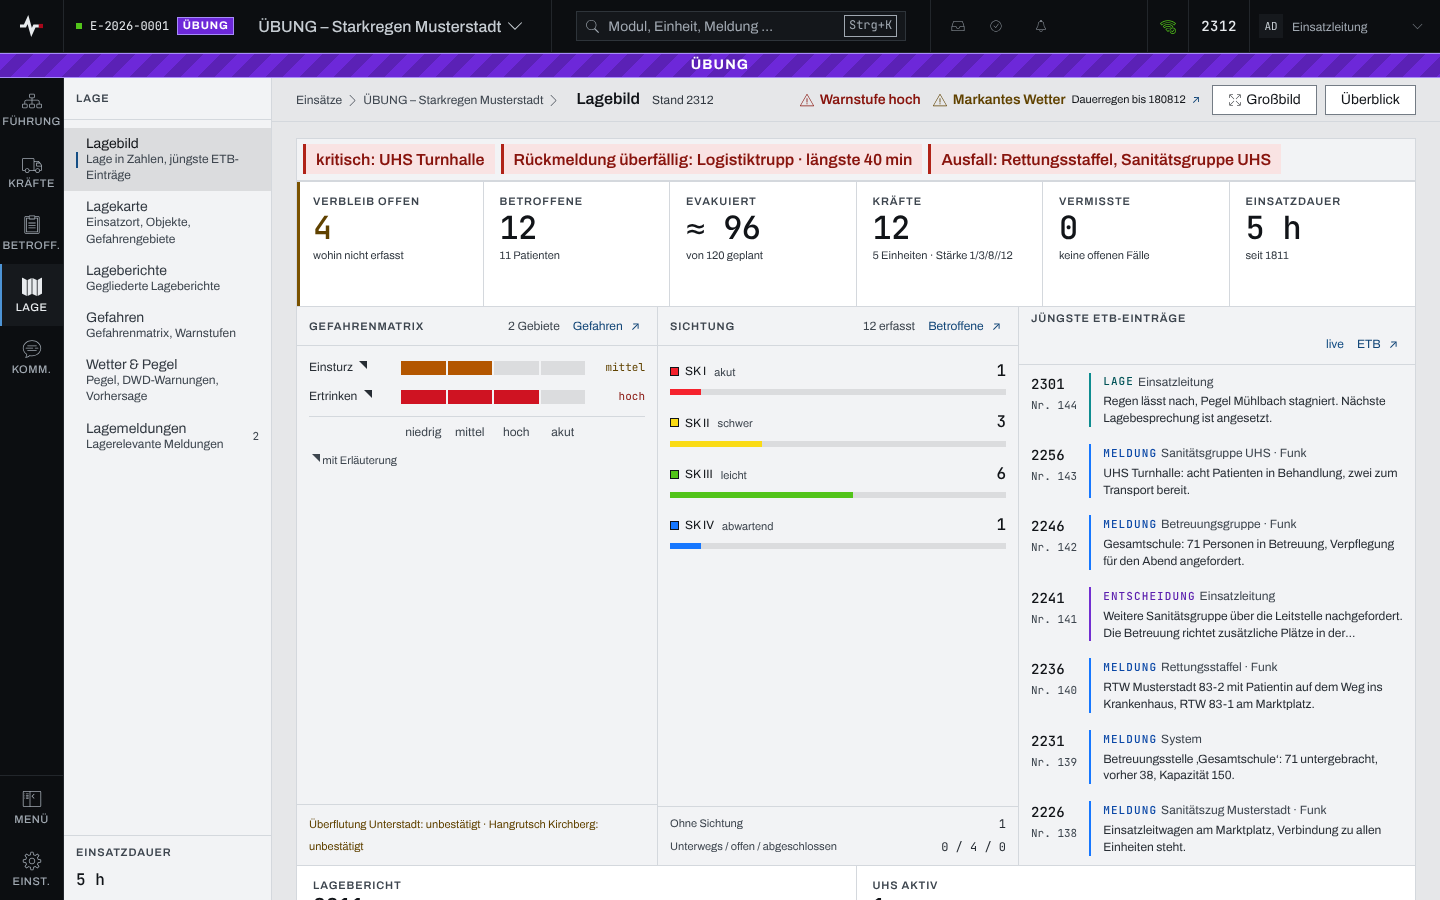 E-2026-0001 ÜBUNG ÜBUNG – Starkregen Musterstadt Modul, Einheit, Meldung ... Strg+K 2312 AD Einsatzleitung
ÜBUNG
FÜHRUNG
KRÄFTE
BETROFF.
LAGE
KOMM.
MENÜ
EINST.
LAGE
Lagebild
Lage in Zahlen, jüngste ETB-
Einträge
Lagekarte
Einsatzort, Objekte,
Gefahrengebiete
Lageberichte
Gegliederte Lageberichte
Gefahren
Gefahrenmatrix, Warnstufen
Wetter & Pegel
Pegel, DWD-Warnungen,
Vorhersage
Lagemeldungen
Lagerelevante Meldungen 2
EINSATZDAUER
5 h
Einsätze ÜBUNG – Starkregen Musterstadt Lagebild Stand 2312 Warnstufe hoch Markantes Wetter Dauerregen bis 180812 ↗ Großbild Überblick
kritisch: UHS Turnhalle Rückmeldung überfällig: Logistiktrupp · längste 40 min Ausfall: Rettungsstaffel, Sanitätsgruppe UHS
VERBLEIB OFFEN
4
wohin nicht erfasst
BETROFFENE
12
11 Patienten
EVAKUIERT
≈ 96
von 120 geplant
KRÄFTE
12
5 Einheiten · Stärke 1/3/8//12
VERMISSTE
0
keine offenen Fälle
EINSATZDAUER
5 h
seit 1811
GEFAHRENMATRIX 2 Gebiete Gefahren ↗
Einsturz mittel
Ertrinken hoch
niedrig mittel hoch akut
mit Erläuterung
Überflutung Unterstadt: unbestätigt · Hangrutsch Kirchberg:
unbestätigt
SICHTUNG 12 erfasst Betroffene ↗
SK I akut 1
SK II schwer 3
SK III leicht 6
SK IV abwartend 1
Ohne Sichtung 1
Unterwegs / offen / abgeschlossen 0 / 4 / 0
JÜNGSTE ETB-EINTRÄGE
live ETB ↗
2301 LAGE Einsatzleitung
Nr. 144 Regen lässt nach, Pegel Mühlbach stagniert. Nächste
Lagebesprechung ist angesetzt.
2256 MELDUNG Sanitätsgruppe UHS · Funk
Nr. 143 UHS Turnhalle: acht Patienten in Behandlung, zwei zum
Transport bereit.
2246 MELDUNG Betreuungsgruppe · Funk
Nr. 142 Gesamtschule: 71 Personen in Betreuung, Verpflegung
für den Abend angefordert.
2241 ENTSCHEIDUNG Einsatzleitung
Nr. 141 Weitere Sanitätsgruppe über die Leitstelle nachgefordert.
Die Betreuung richtet zusätzliche Plätze in der...
2236 MELDUNG Rettungsstaffel · Funk
Nr. 140 RTW Musterstadt 83-2 mit Patientin auf dem Weg ins
Krankenhaus, RTW 83-1 am Marktplatz.
2231 MELDUNG System
Nr. 139 Betreuungsstelle ‚Gesamtschule‘: 71 untergebracht,
vorher 38, Kapazität 150.
2226 MELDUNG Sanitätszug Musterstadt · Funk
Nr. 138 Einsatzleitwagen am Marktplatz, Verbindung zu allen
Einheiten steht.
LAGEBERICHT
UHS AKTIV